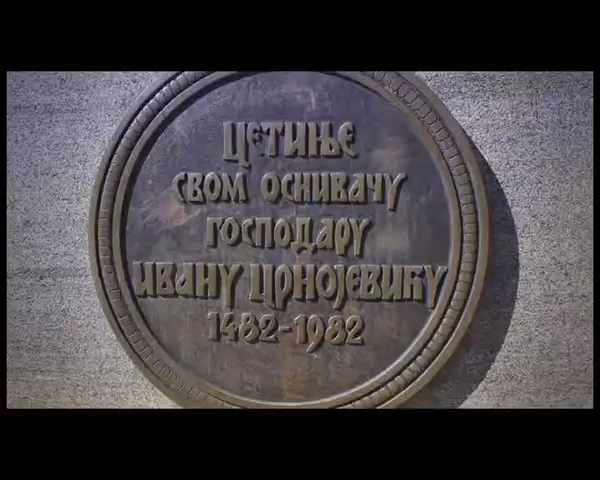 ЦЕТИЊЕ
СВОМ ОСНИВАЧУ
ГОСПОДАРУ
ИВАНУ ЦРНОЈЕВИЋУ
1482-1982